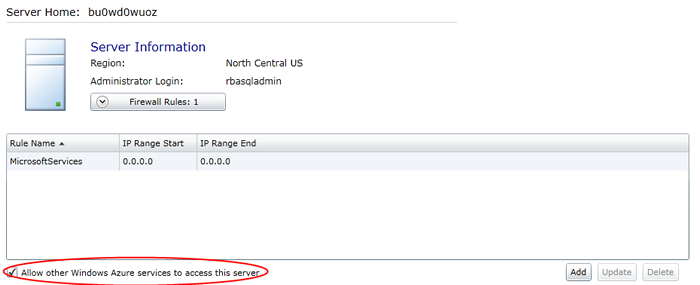 Server Home: bu0wd0wuoz
Server Information
Region: North Central US
Administrator Login: rbasqladmin
Firewall Rules: 1
Rule Name IP Range Start IP Range End
MicrosoftServices 0.0.0.0 0.0.0.0
Allow other Windows Azure services to access this server
Add Update Delete